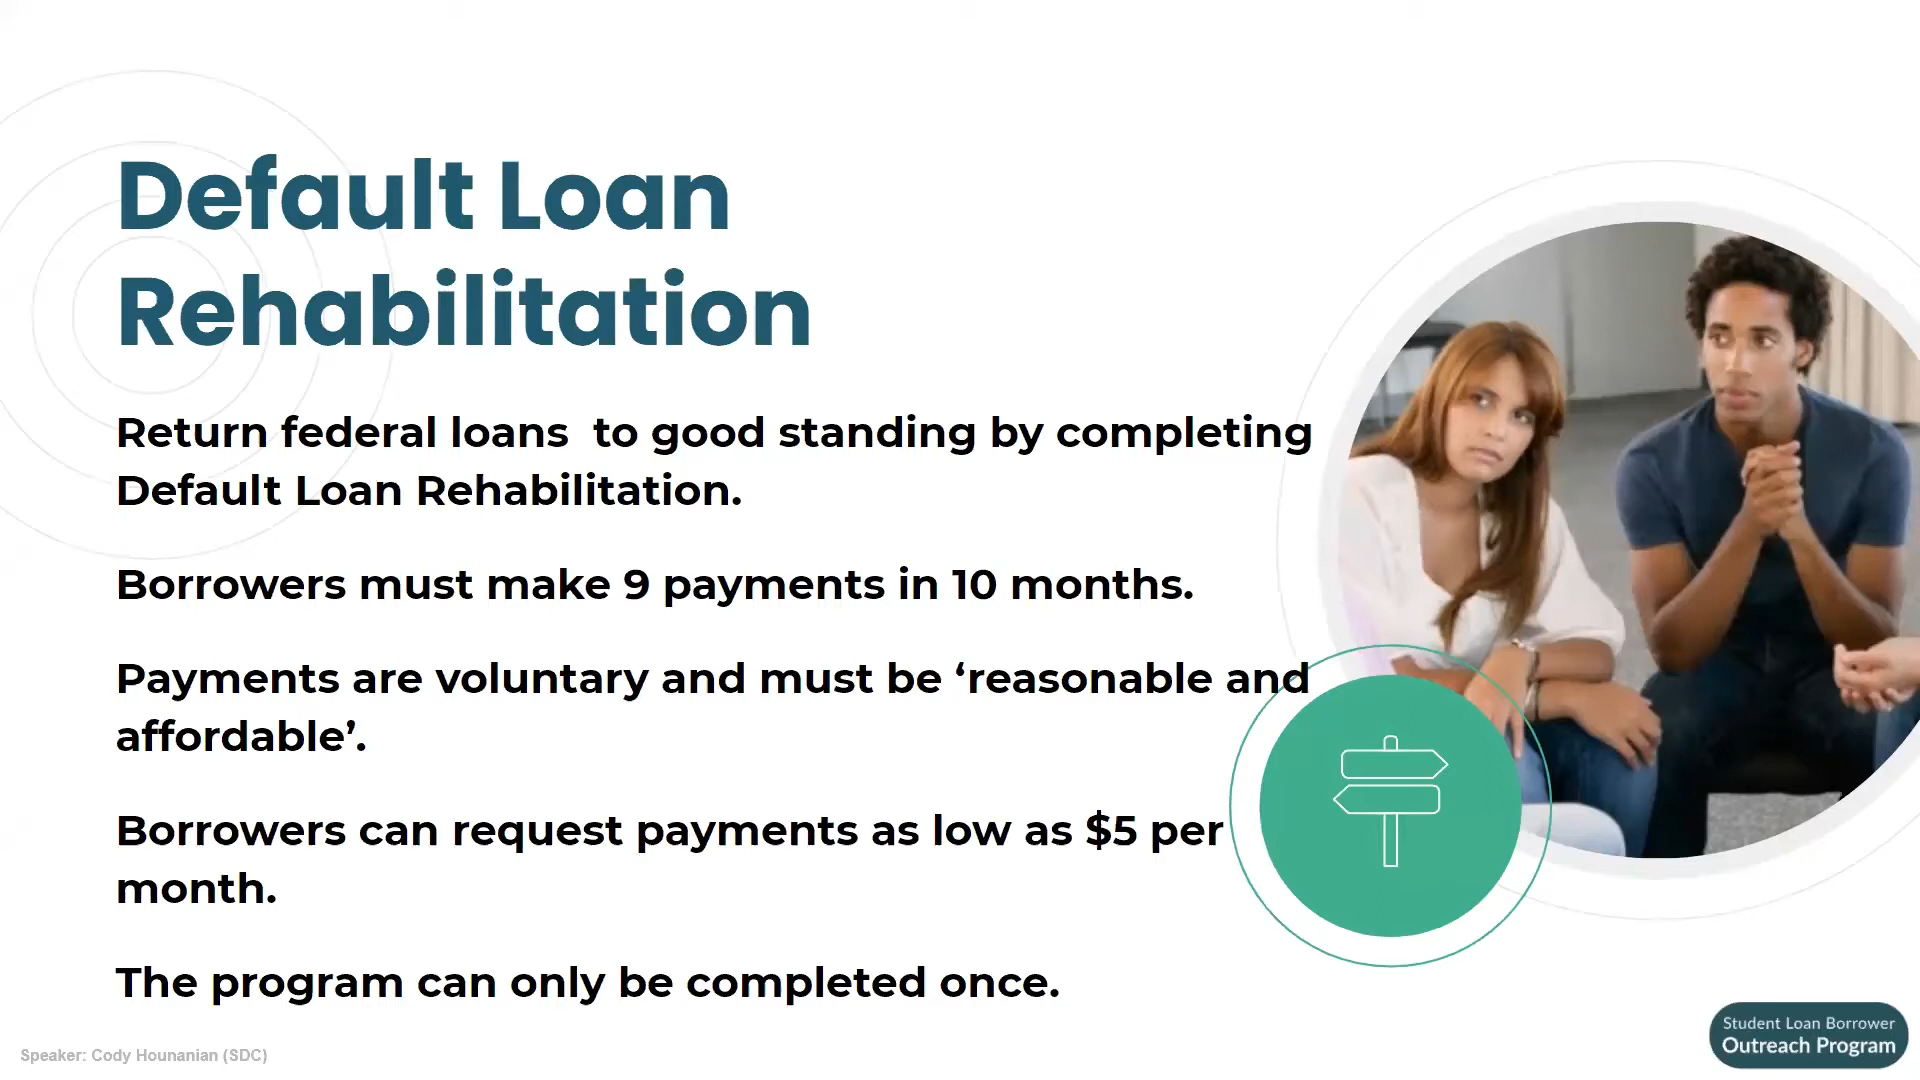 Default Loan
Rehabilitation
Return federal loans  to good standing by completing
Default Loan Rehabilitation.
Borrowers must make 9 payments in 10 months.
Payments are voluntary and must be ‘reasonable and
affordable’.
Borrowers can request payments as low as $5 per
month.
The program can only be completed once.
Speaker: Cody Hounanian (SDC)
Student Loan Borrower
Outreach Program